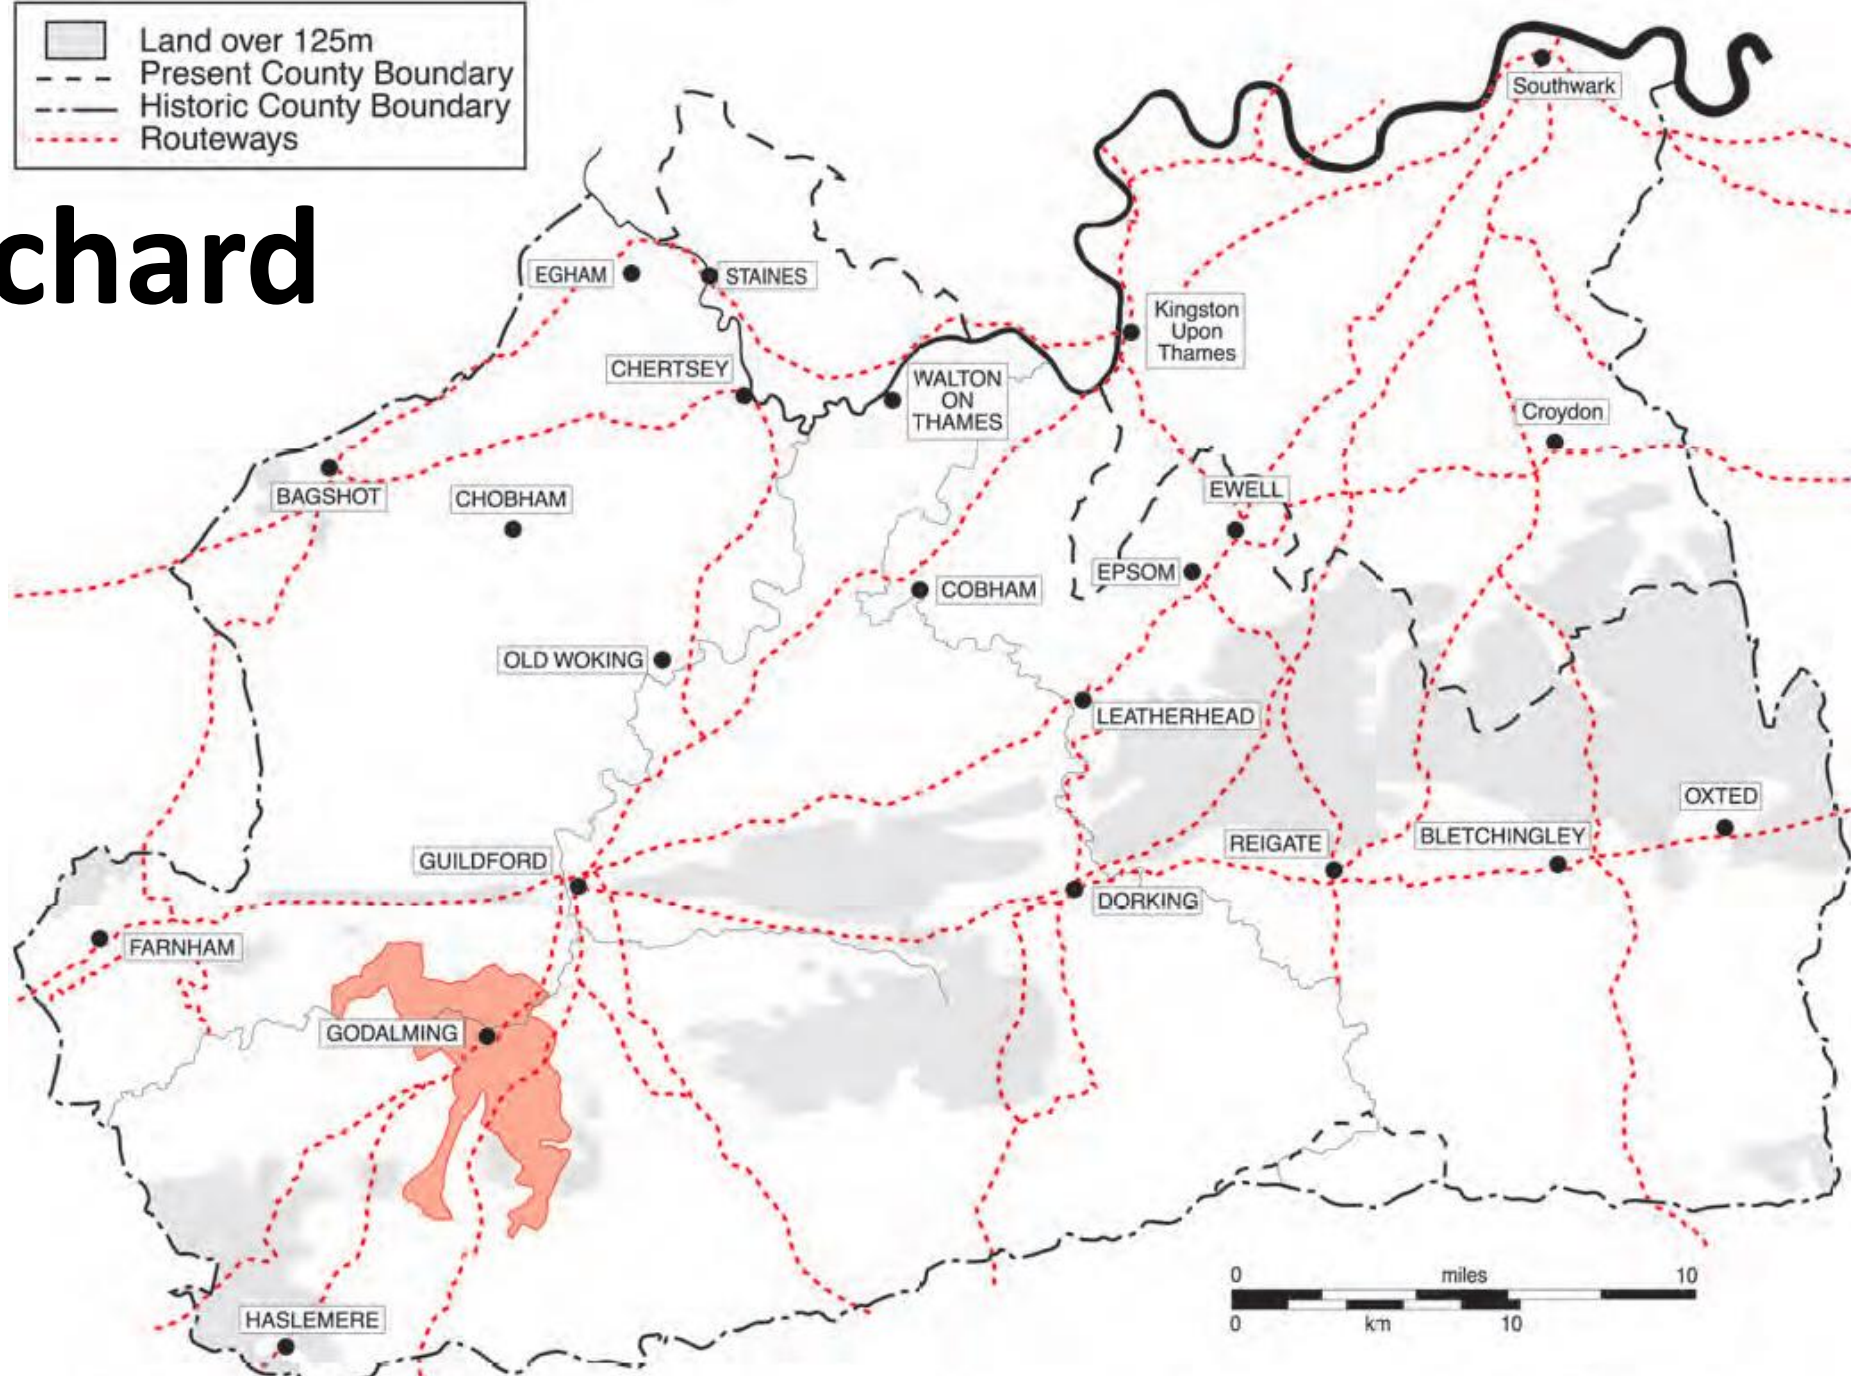 Land over 125m
Present County Boundary
Historic County Boundary
Routeways
chard
Southwark
EGHAM
STAINES
Kingston
Upon
Thames
CHERTSEY
WALTON
ON
THAMES
Croydon
BAGSHOT
CHOBHAM
EWELL
EPSOM
COBHAM
OLD WOKING
LEATHERHEAD
OXTED
GUILDFORD
REIGATE
BLETCHINGLEY
DORKING
FARNHAM
GODALMING
HASLEMERE
0 miles 10
0 km 10